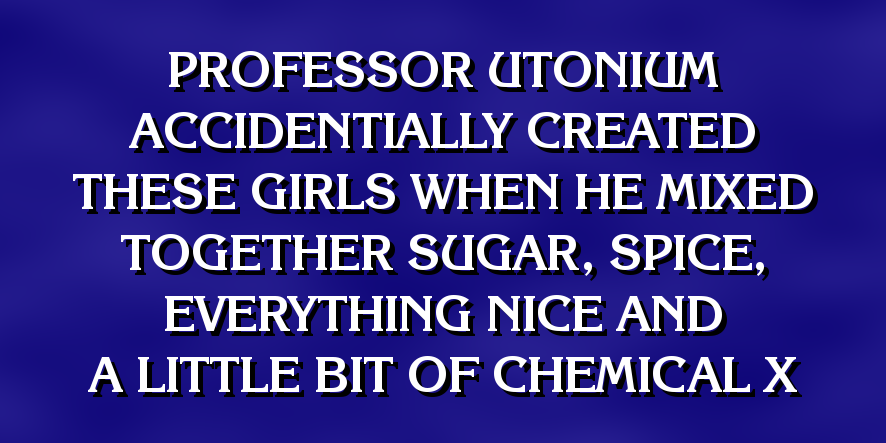 PROFESSOR UTONIUM
ACCIDENTIALLY CREATED
THESE GIRLS WHEN HE MIXED
TOGETHER SUGAR, SPICE,
EVERYTHING NICE AND
A LITTLE BIT OF CHEMICAL X